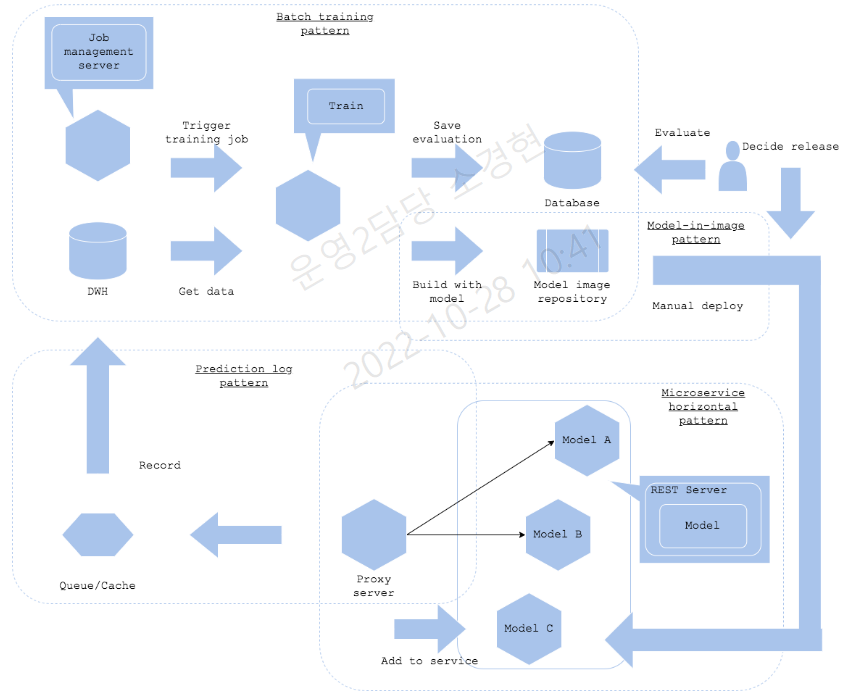 Batch training
pattern
Job
management
server
Train
Trigger
training job
Save
evaluation
Evaluate
Decide release
Database
DWH
Get data
Build with
model
Model image
repository
Model-in-image
pattern
Manual deploy
운영2담당 소경현
2022-10-28 10:41
Prediction log
pattern
Microservice
horizontal
pattern
Record
Queue/Cache
Proxy
server
Model A
Model B
Model C
REST Server
Model
Add to service